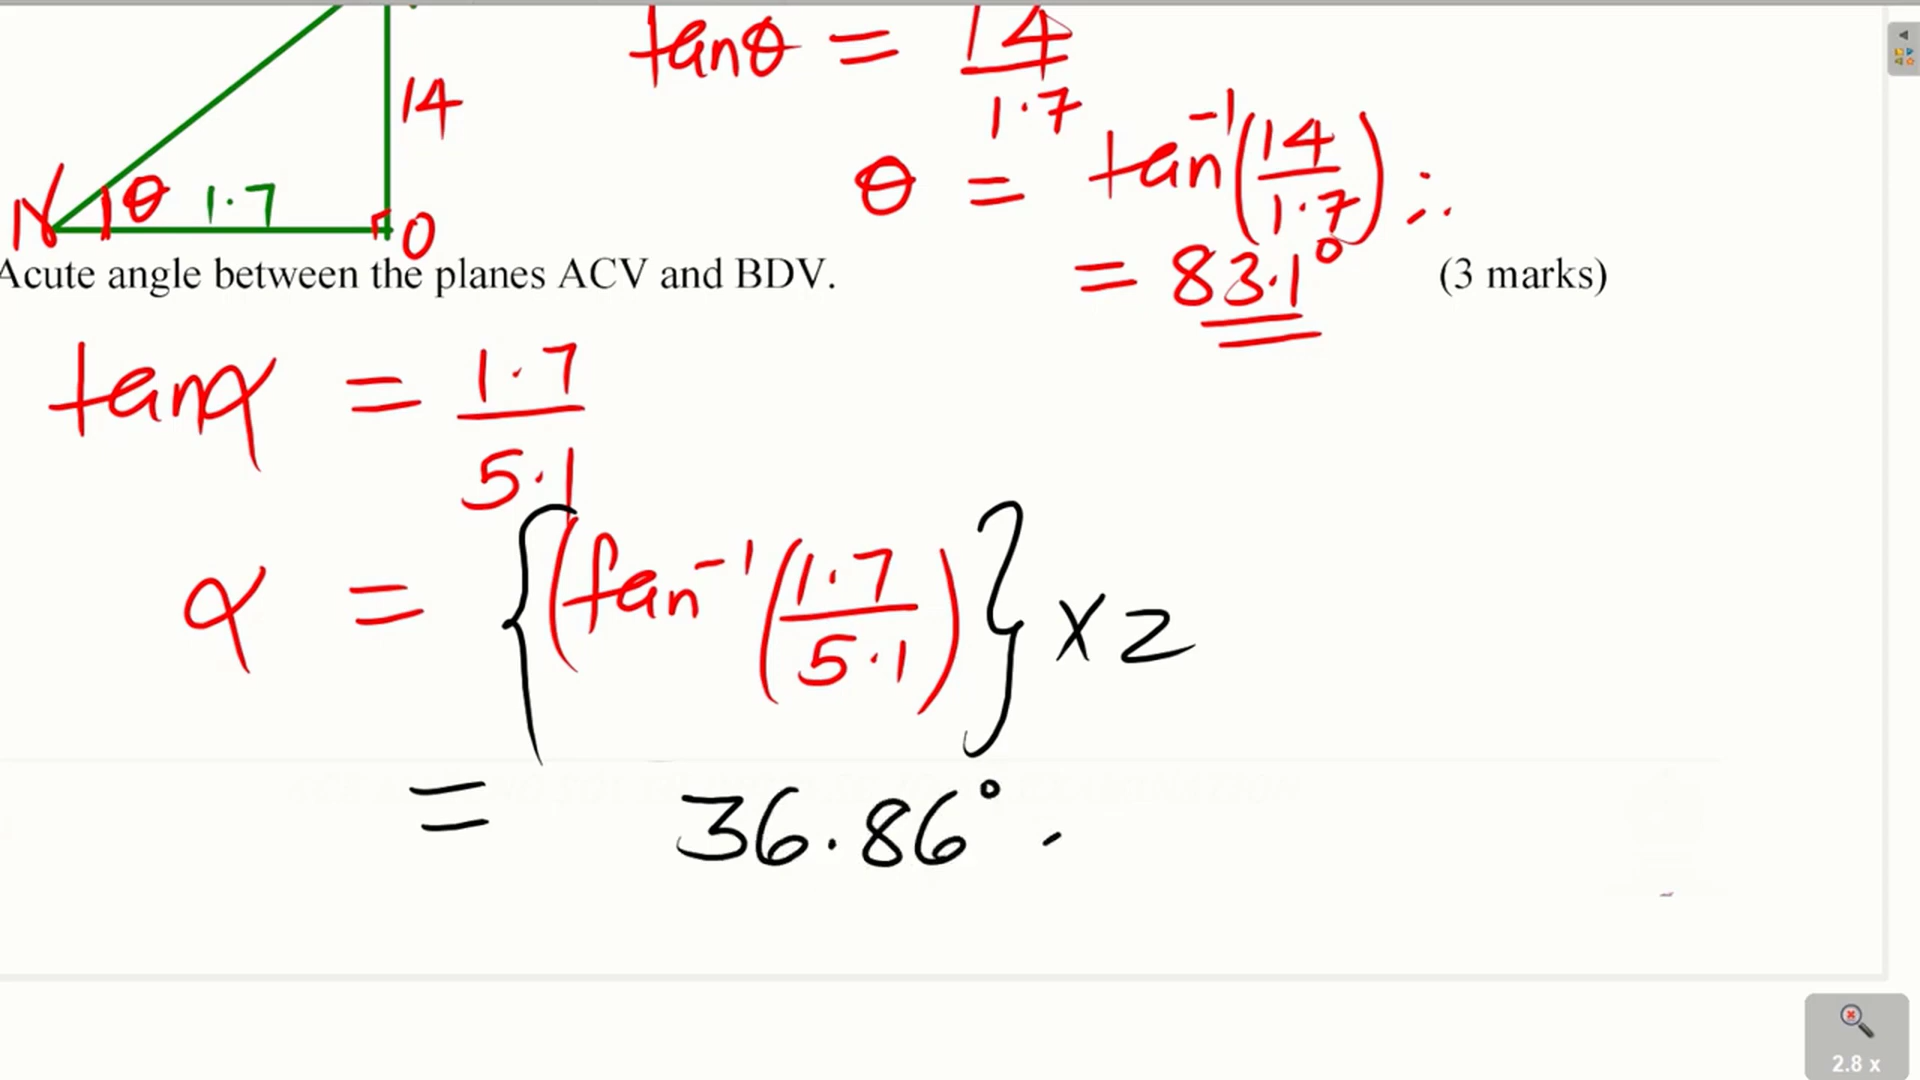 tanθ = 14/1.7
14
θ = tan⁻¹(14/1.7) ∴
N θ 1.7 O
= 83.1°
Acute angle between the planes ACV and BDV. (3 marks)
tanα = 1.7/5.1
α = {(tan⁻¹(1.7/5.1)} x 2
= 36.86° .
2.8 x